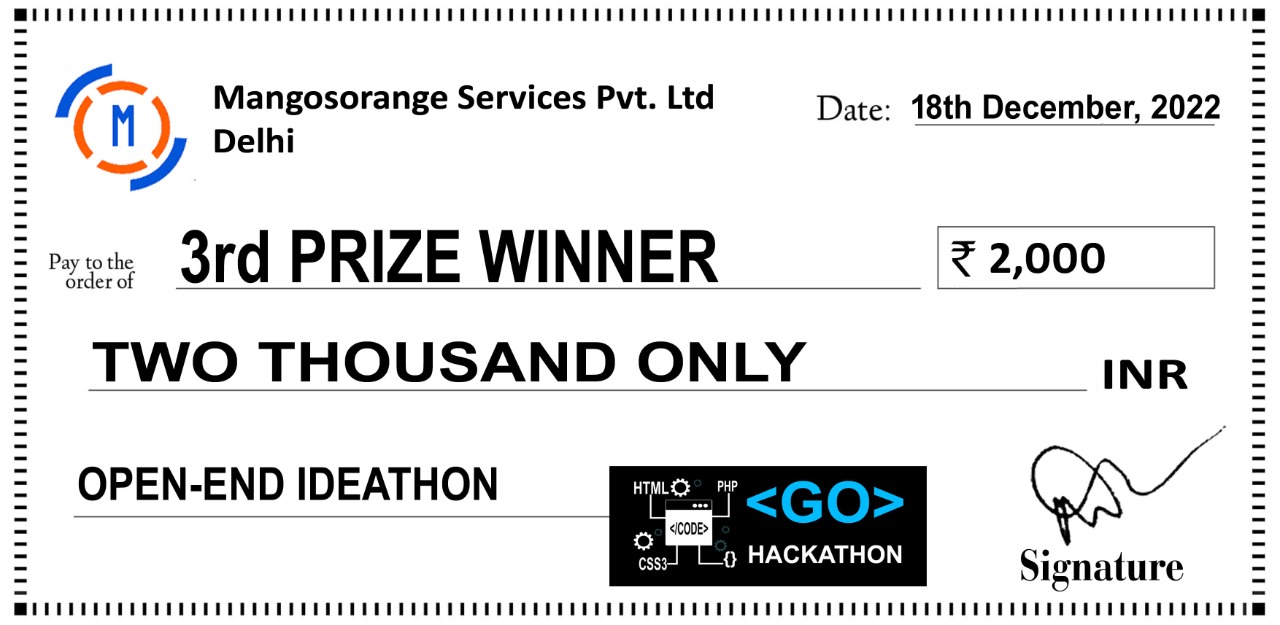 M
Mangosorange Services Pvt. Ltd
Delhi
Date: 18th December, 2022
Pay to the
order of
3rd PRIZE WINNER
₹ 2,000
TWO THOUSAND ONLY
INR
OPEN-END IDEATHON
HTML
PHP
</CODE>
CSS3
{}
<GO>
HACKATHON
Signature